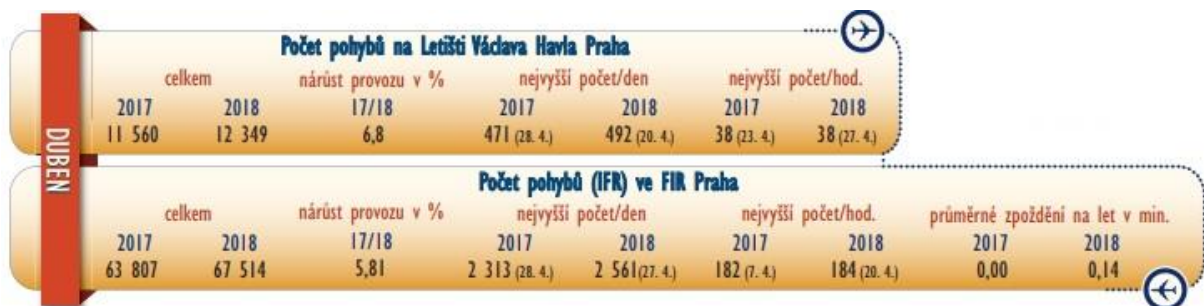 DUBEN
Počet pohybů na Letišti Václava Havla Praha
celkem nárůst provozu v % nejvyšší počet/den nejvyšší počet/hod.
2017 2018 17/18 2017 2018 2017 2018
11 560 12 349 6,8 471 (28. 4.) 492 (20. 4.) 38 (23. 4.) 38 (27. 4.)
Počet pohybů (IFR) ve FIR Praha
celkem nárůst provozu v % nejvyšší počet/den nejvyšší počet/hod. průměrné zpoždění na let v min.
2017 2018 17/18 2017 2018 2017 2018 2017 2018
63 807 67 514 5,81 2 313 (28. 4.) 2 561(27. 4.) 182 (7. 4.) 184 (20. 4.) 0,00 0,14